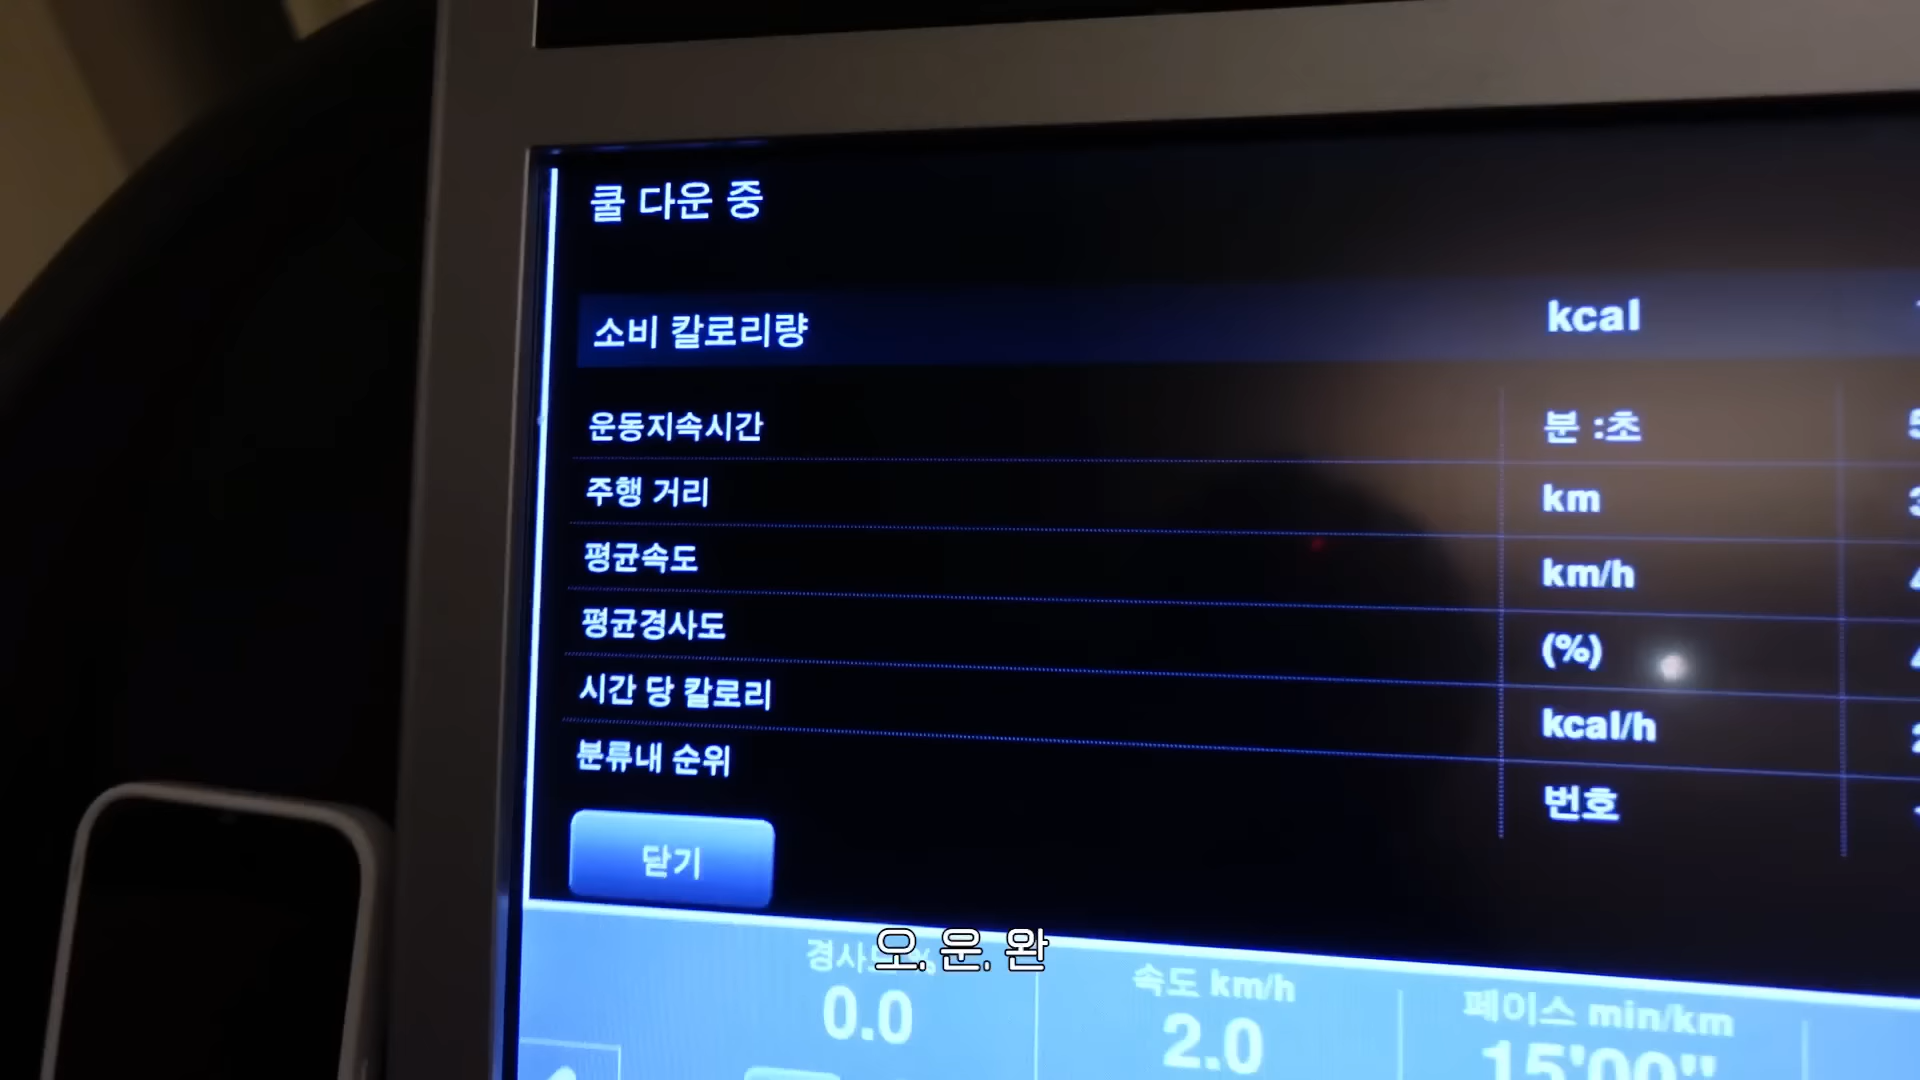 쿨 다운 중
소비 칼로리량 kcal
운동지속시간 분 :초
주행 거리 km
평균속도 km/h
평균경사도 (%)
시간 당 칼로리 kcal/h
분류내 순위 번호
닫기
오. 운. 완
속도 km/h
페이스 min/km
0.0
2.0
15'00"